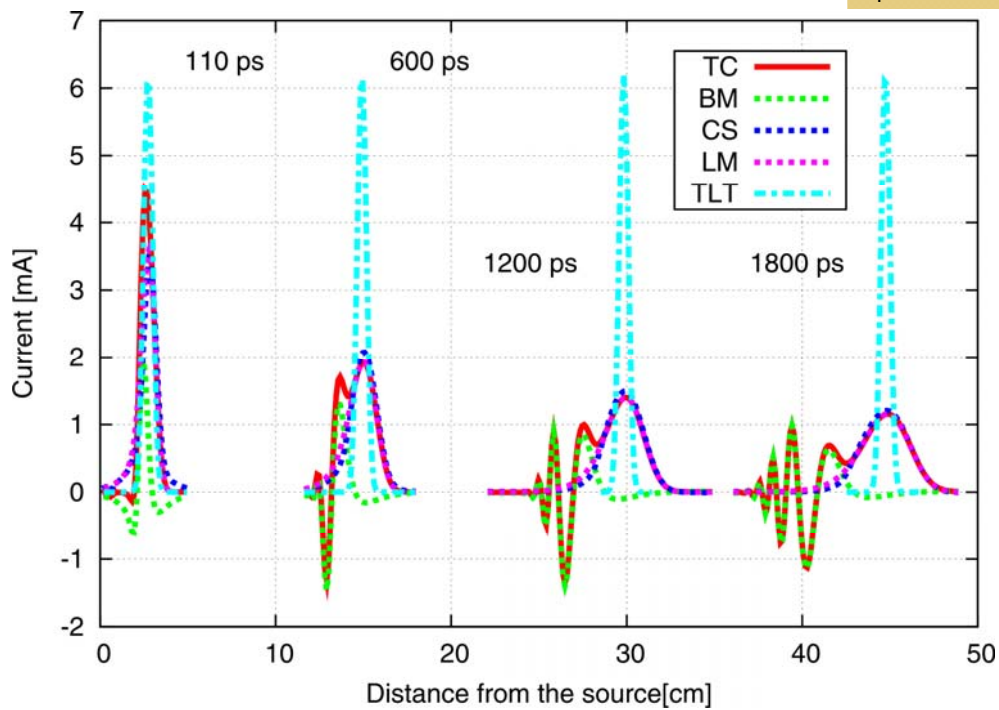 7
6
5
4
3
2
1
0
-1
-2
Current [mA]
110 ps
600 ps
1200 ps
1800 ps
TC
BM
CS
LM
TLT
0 10 20 30 40 50
Distance from the source[cm]